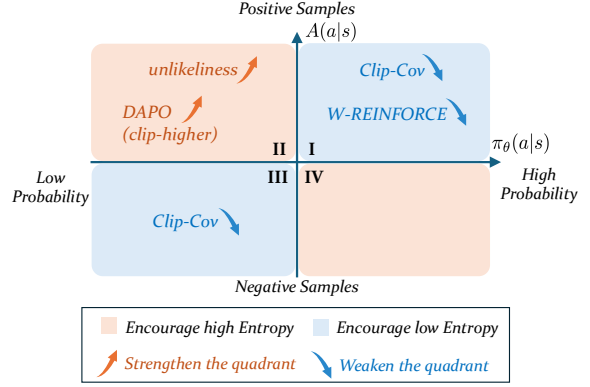 Positive Samples
A(a|s)
unlikeliness
Clip-Cov
DAPO
(clip-higher)
W-REINFORCE
II
I
π_θ(a|s)
Low
Probability
III
IV
High
Probability
Clip-Cov
Negative Samples
Encourage high Entropy
Encourage low Entropy
Strengthen the quadrant
Weaken the quadrant